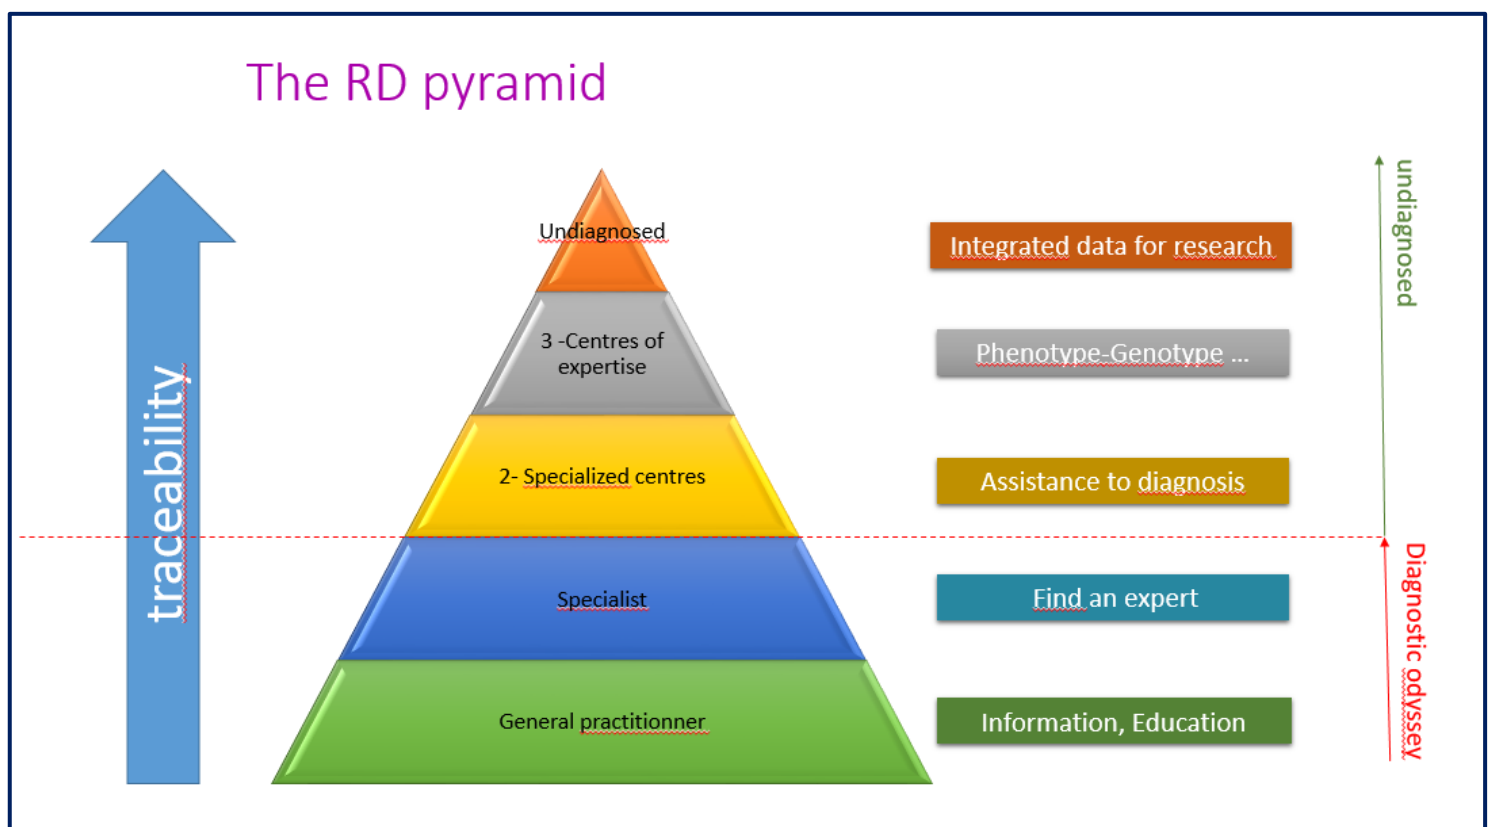 The RD pyramid
traceability
Undiagnosed
Integrated data for research
undiagnosed
3 -Centres of
expertise
Phenotype-Genotype ...
2- Specialized centres
Assistance to diagnosis
Specialist
Find an expert
Diagnostic odyssey
General practitionner
Information, Education